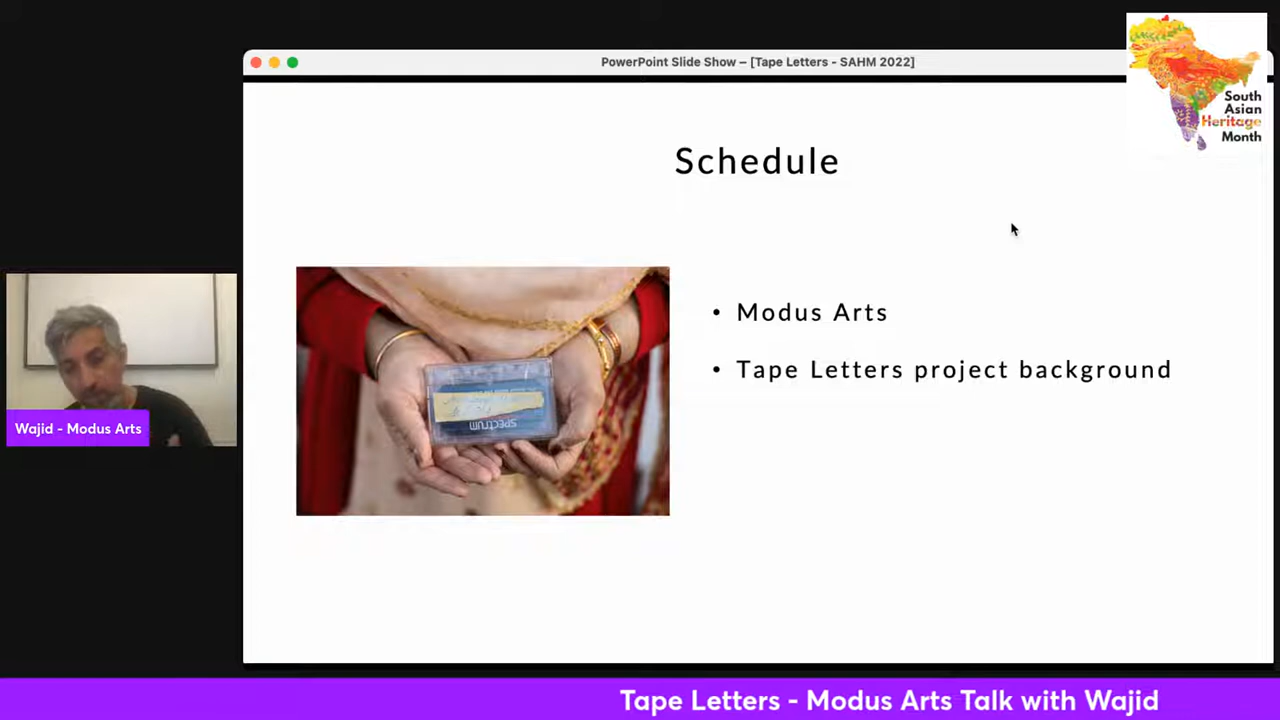 PowerPoint Slide Show – [Tape Letters - SAHM 2022]
South
Asian
Heritage
Month
Schedule
• Modus Arts
• Tape Letters project background
SPECTRUM
Wajid - Modus Arts
Tape Letters - Modus Arts Talk with Wajid